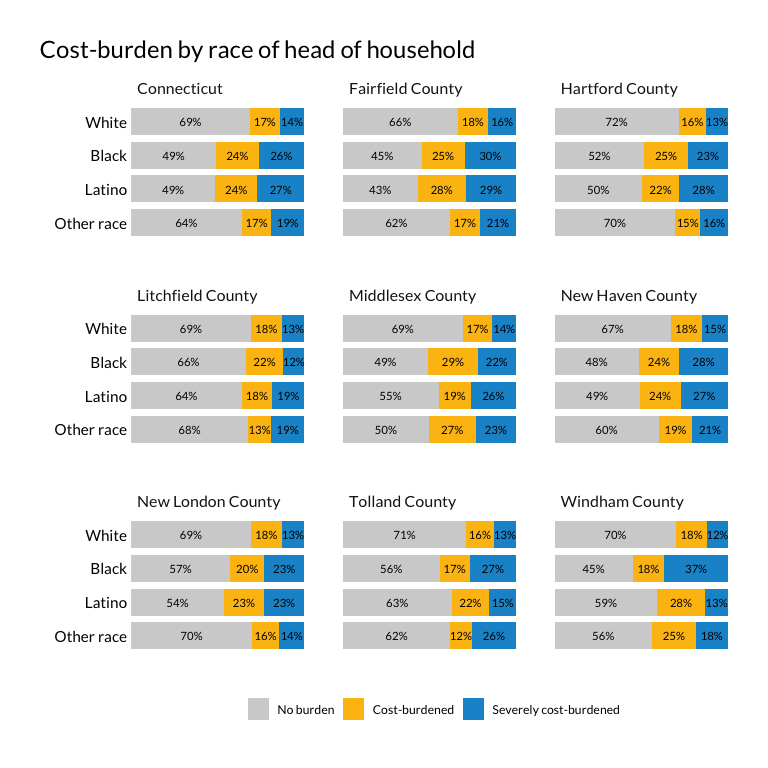 Cost-burden by race of head of household
Connecticut Fairfield County Hartford County
White 69% 17% 14% 66% 18% 16% 72% 16% 13%
Black 49% 24% 26% 45% 25% 30% 52% 25% 23%
Latino 49% 24% 27% 43% 28% 29% 50% 22% 28%
Other race 64% 17% 19% 62% 17% 21% 70% 15% 16%
Litchfield County Middlesex County New Haven County
White 69% 18% 13% 69% 17% 14% 67% 18% 15%
Black 66% 22% 12% 49% 29% 22% 48% 24% 28%
Latino 64% 18% 19% 55% 19% 26% 49% 24% 27%
Other race 68% 13% 19% 50% 27% 23% 60% 19% 21%
New London County Tolland County Windham County
White 69% 18% 13% 71% 16% 13% 70% 18% 12%
Black 57% 20% 23% 56% 17% 27% 45% 18% 37%
Latino 54% 23% 23% 63% 22% 15% 59% 28% 13%
Other race 70% 16% 14% 62% 12% 26% 56% 25% 18%
No burden Cost-burdened Severely cost-burdened